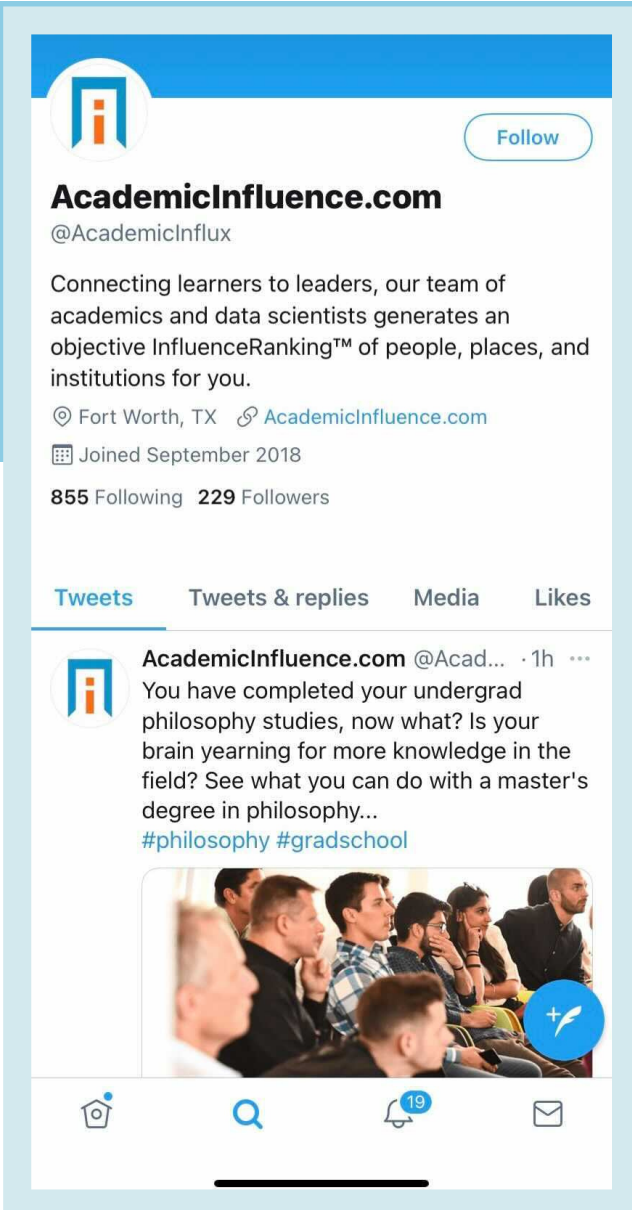 Follow
AcademicInfluence.com
@AcademicInflux
Connecting learners to leaders, our team of
academics and data scientists generates an
objective InfluenceRanking™ of people, places, and
institutions for you.
Fort Worth, TX AcademicInfluence.com
Joined September 2018
855 Following 229 Followers
Tweets Tweets & replies Media Likes
AcademicInfluence.com @Acad... · 1h ···
You have completed your undergrad
philosophy studies, now what? Is your
brain yearning for more knowledge in the
field? See what you can do with a master's
degree in philosophy...
#philosophy #gradschool
19